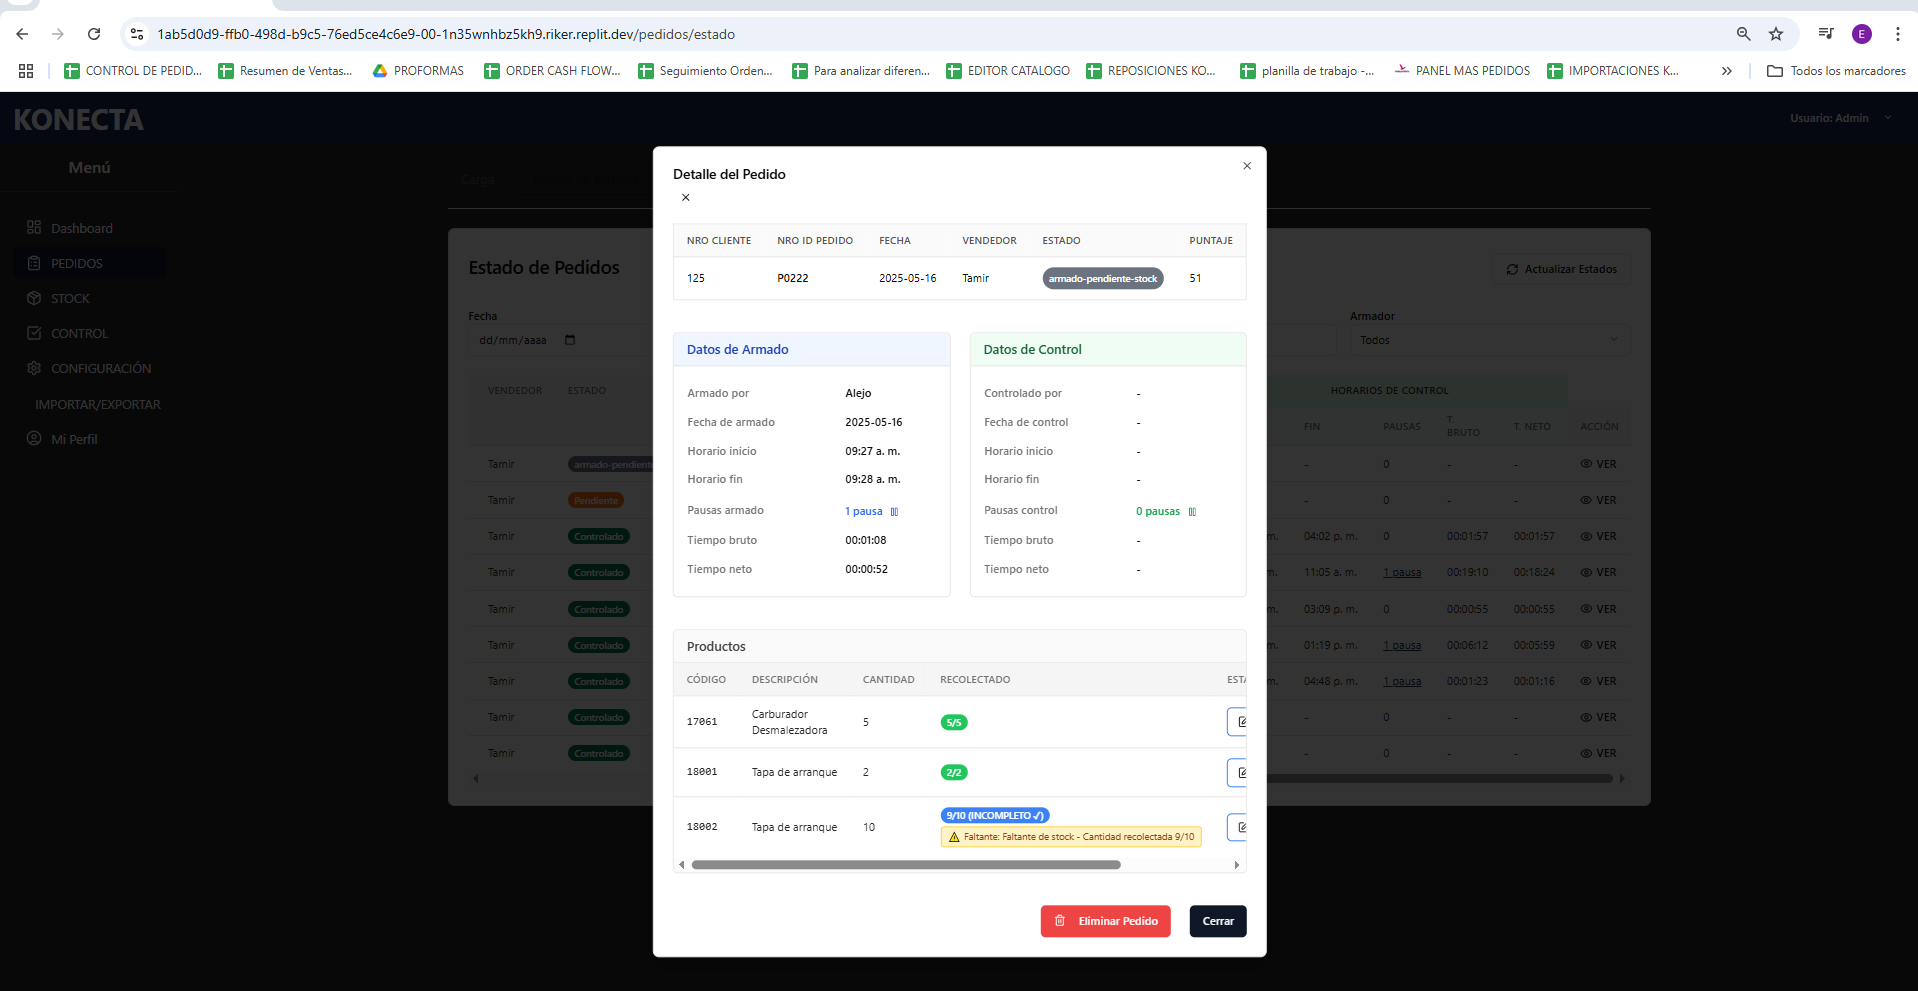 1ab5d0d9-ffb0-498d-b9c5-76ed5ce4c6e9-00-1n35wnhbz5kh9.riker.replit.dev/pedidos/estado
E
CONTROL DE PEDID... Resumen de Ventas... PROFORMAS ORDER CASH FLOW... Seguimiento Orden... Para analizar diferen... EDITOR CATALOGO REPOSICIONES KO... planilla de trabajo -... PANEL MAS PEDIDOS IMPORTACIONES K... Todos los marcadores
KONECTA
Usuario: Admin
Menú
Dashboard
PEDIDOS
STOCK
CONTROL
CONFIGURACIÓN
IMPORTAR/EXPORTAR
Mi Perfil
Carga
Estado de Pedidos
Actualizar Estados
Fecha
dd/mm/aaaa
Armador
Todos
VENDEDOR ESTADO
HORARIOS DE CONTROL
FIN PAUSAS T. BRUTO T. NETO ACCIÓN
Tamir armado-pendiente - 0 - - VER
Tamir Pendiente - 0 - - VER
Tamir Controlado m. 04:02 p. m. 0 00:01:57 00:01:57 VER
Tamir Controlado m. 11:05 a. m. 1 pausa 00:19:10 00:18:24 VER
Tamir Controlado m. 03:09 p. m. 0 00:00:55 00:00:55 VER
Tamir Controlado m. 01:19 p. m. 1 pausa 00:06:12 00:05:59 VER
Tamir Controlado m. 04:48 p. m. 1 pausa 00:01:23 00:01:16 VER
Tamir Controlado - 0 - - VER
Tamir Controlado - 0 - - VER
Detalle del Pedido
NRO CLIENTE NRO ID PEDIDO FECHA VENDEDOR ESTADO PUNTAJE
125 P0222 2025-05-16 Tamir armado-pendiente-stock 51
Datos de Armado
Armado por Alejo
Fecha de armado 2025-05-16
Horario inicio 09:27 a. m.
Horario fin 09:28 a. m.
Pausas armado 1 pausa
Tiempo bruto 00:01:08
Tiempo neto 00:00:52
Datos de Control
Controlado por -
Fecha de control -
Horario inicio -
Horario fin -
Pausas control 0 pausas
Tiempo bruto -
Tiempo neto -
Productos
CÓDIGO DESCRIPCIÓN CANTIDAD RECOLECTADO ESTA
17061 Carburador Desmalezadora 5 5/5
18001 Tapa de arranque 2 2/2
18002 Tapa de arranque 10 9/10 (INCOMPLETO ✓)
Faltante: Faltante de stock - Cantidad recolectada 9/10
Eliminar Pedido
Cerrar